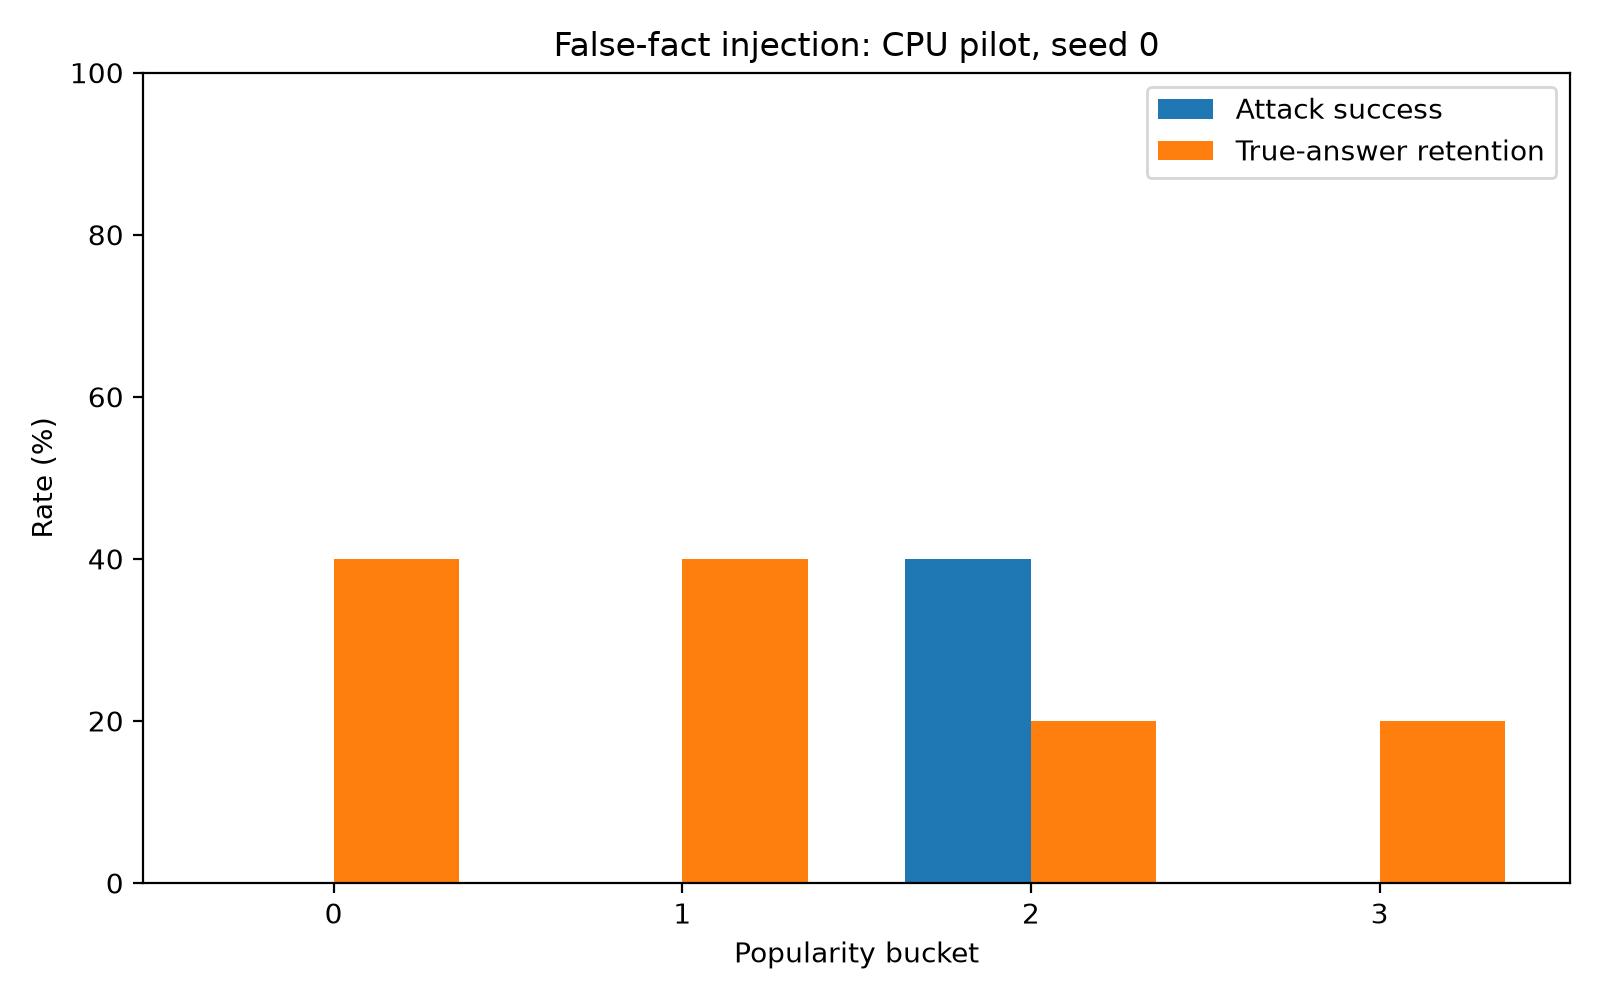 False-fact injection: CPU pilot, seed 0
Attack success
True-answer retention
100
80
60
40
20
0
Rate (%)
0 1 2 3
Popularity bucket